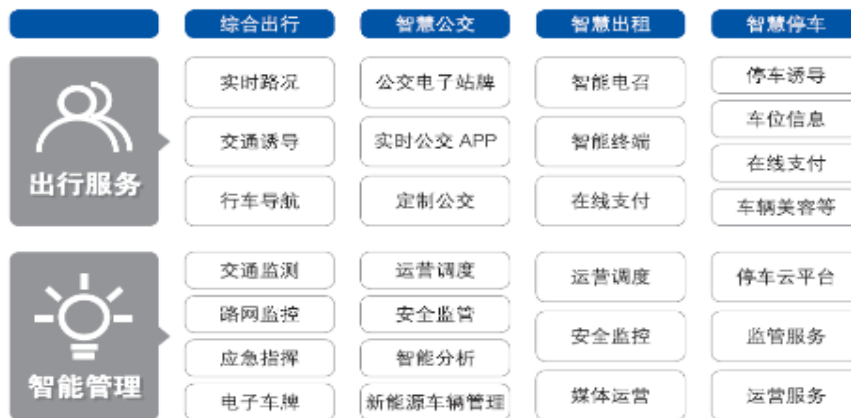 综合出行
智慧公交
智慧出租
智慧停车
出行服务
实时路况
交通诱导
行车导航
公交电子站牌
实时公交 APP
定制公交
智能电召
智能终端
在线支付
停车诱导
车位信息
在线支付
车辆美容等
智能管理
交通监测
路网监控
应急指挥
电子车牌
运营调度
安全监管
智能分析
新能源车辆管理
运营调度
安全监控
媒体运营
停车云平台
监管服务
运营服务